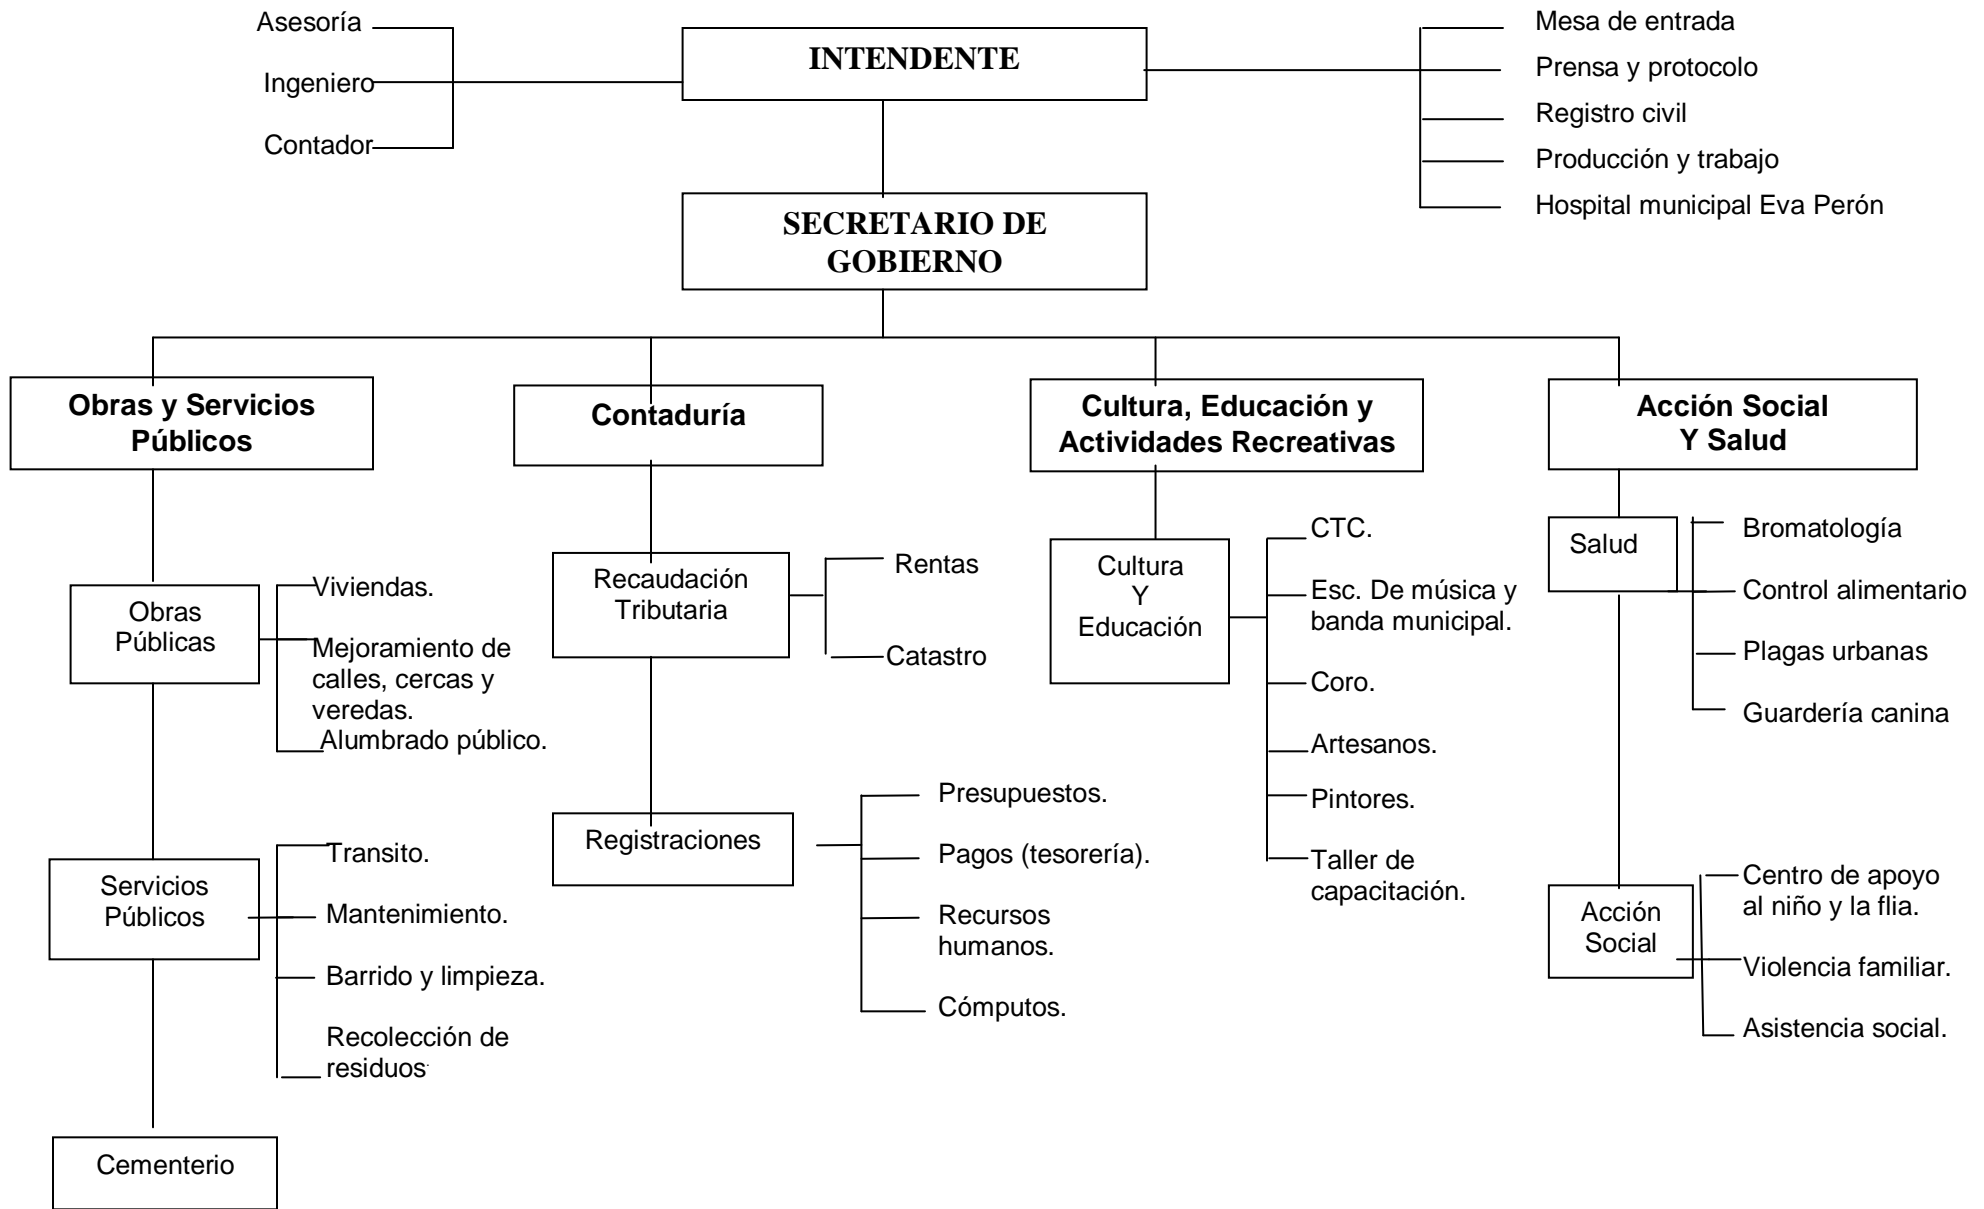 Asesoría
Ingeniero
Contador
INTENDENTE
Mesa de entrada
Prensa y protocolo
Registro civil
Producción y trabajo
Hospital municipal Eva Perón
SECRETARIO DE
GOBIERNO
Obras y Servicios
Públicos
Contaduría
Cultura, Educación y
Actividades Recreativas
Acción Social
Y Salud
Obras
Públicas
Viviendas.
Mejoramiento de
calles, cercas y
veredas.
Alumbrado público.
Servicios
Públicos
Transito.
Mantenimiento.
Barrido y limpieza.
Recolección de
residuos.
Cementerio
Recaudación
Tributaria
Rentas
Catastro
Registraciones
Presupuestos.
Pagos (tesorería).
Recursos
humanos.
Cómputos.
Cultura
Y
Educación
CTC.
Esc. De música y
banda municipal.
Coro.
Artesanos.
Pintores.
Taller de
capacitación.
Salud
Bromatología
Control alimentario
Plagas urbanas
Guardería canina
Acción
Social
Centro de apoyo
al niño y la flia.
Violencia familiar.
Asistencia social.